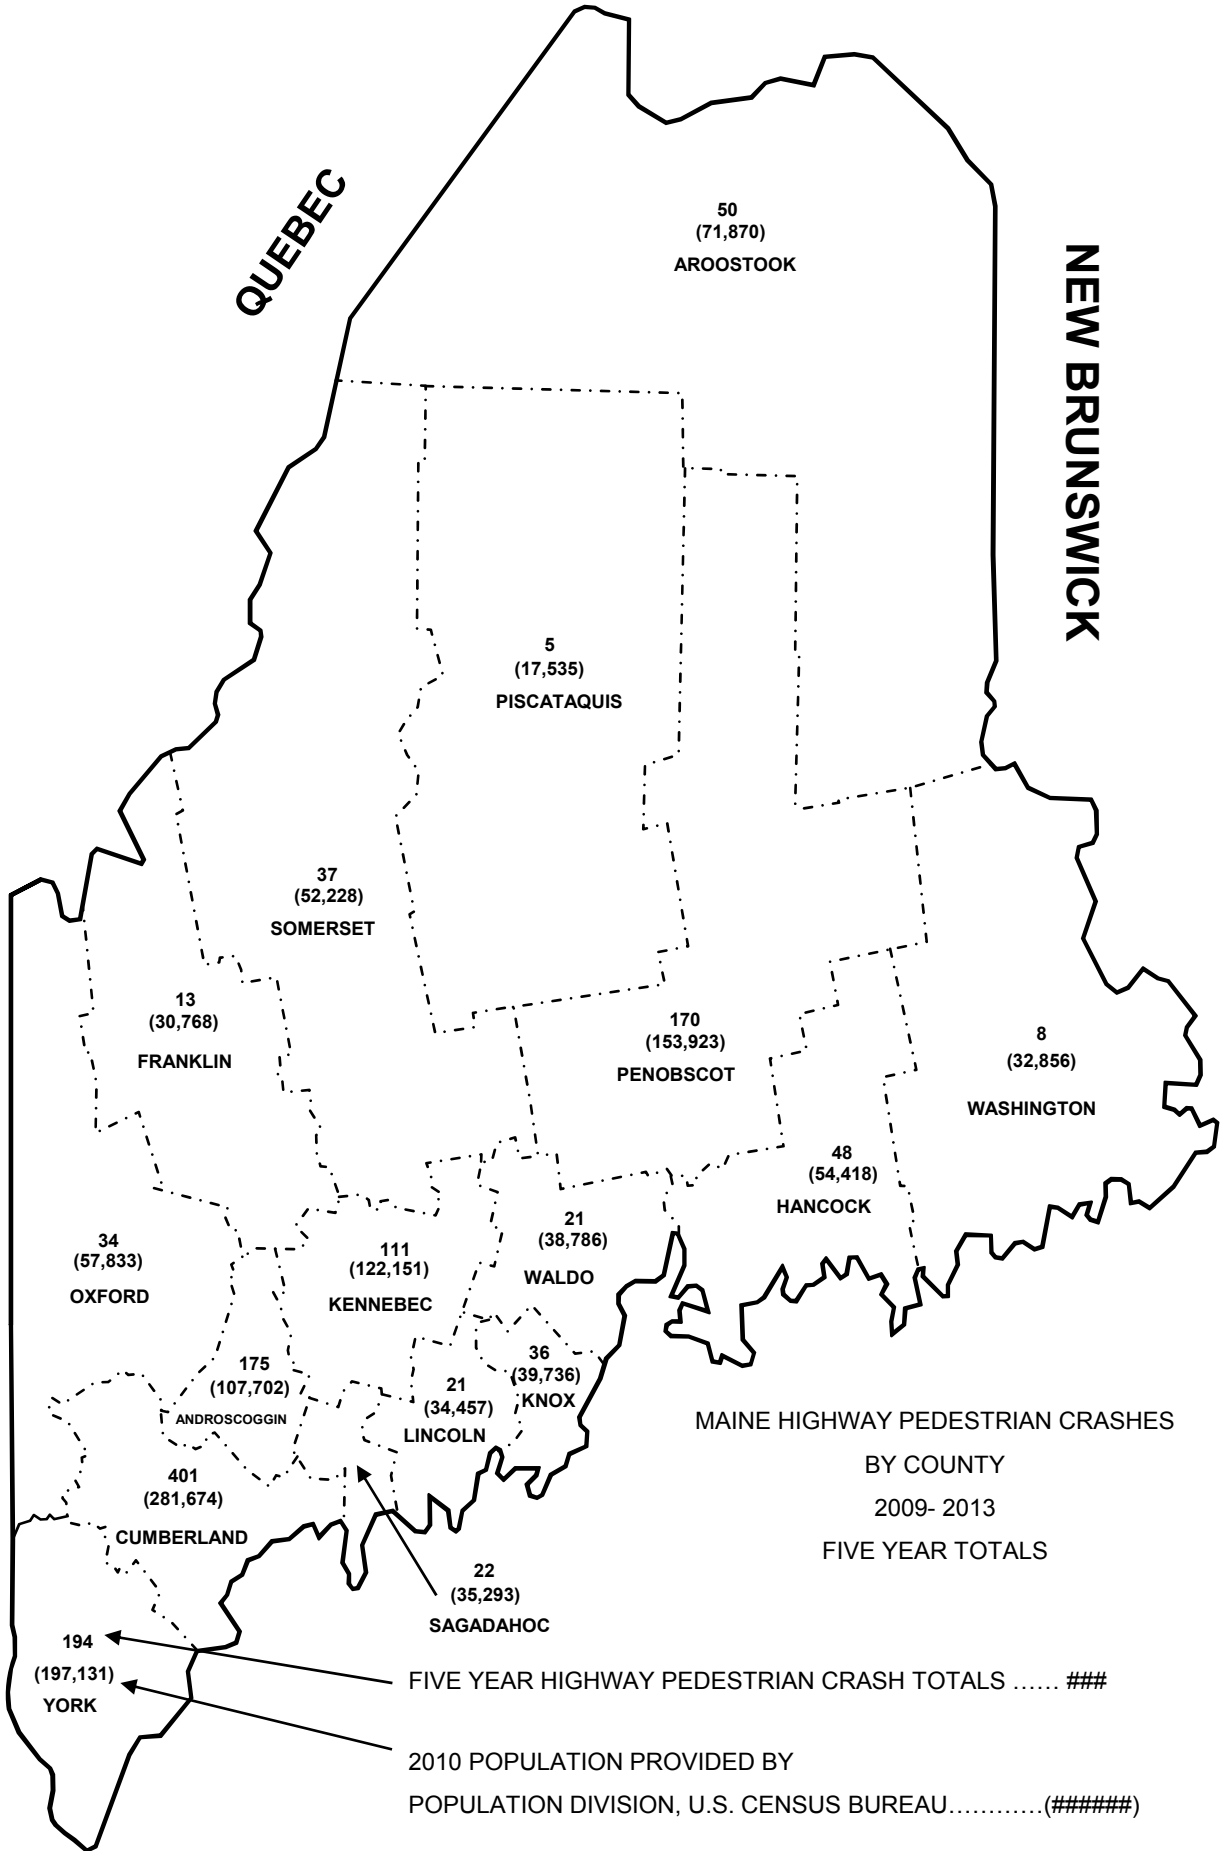 QUEBEC
NEW BRUNSWICK
50
(71,870)
AROOSTOOK
5
(17,535)
PISCATAQUIS
37
(52,228)
SOMERSET
13
(30,768)
FRANKLIN
170
(153,923)
PENOBSCOT
8
(32,856)
WASHINGTON
48
(54,418)
HANCOCK
34
(57,833)
OXFORD
111
(122,151)
KENNEBEC
21
(38,786)
WALDO
175
(107,702)
ANDROSCOGGIN
21
(34,457)
LINCOLN
36
(39,736)
KNOX
401
(281,674)
CUMBERLAND
22
(35,293)
SAGADAHOC
194
(197,131)
YORK
MAINE HIGHWAY PEDESTRIAN CRASHES
BY COUNTY
2009- 2013
FIVE YEAR TOTALS
FIVE YEAR HIGHWAY PEDESTRIAN CRASH TOTALS …… ###
2010 POPULATION PROVIDED BY
POPULATION DIVISION, U.S. CENSUS BUREAU…………(######)